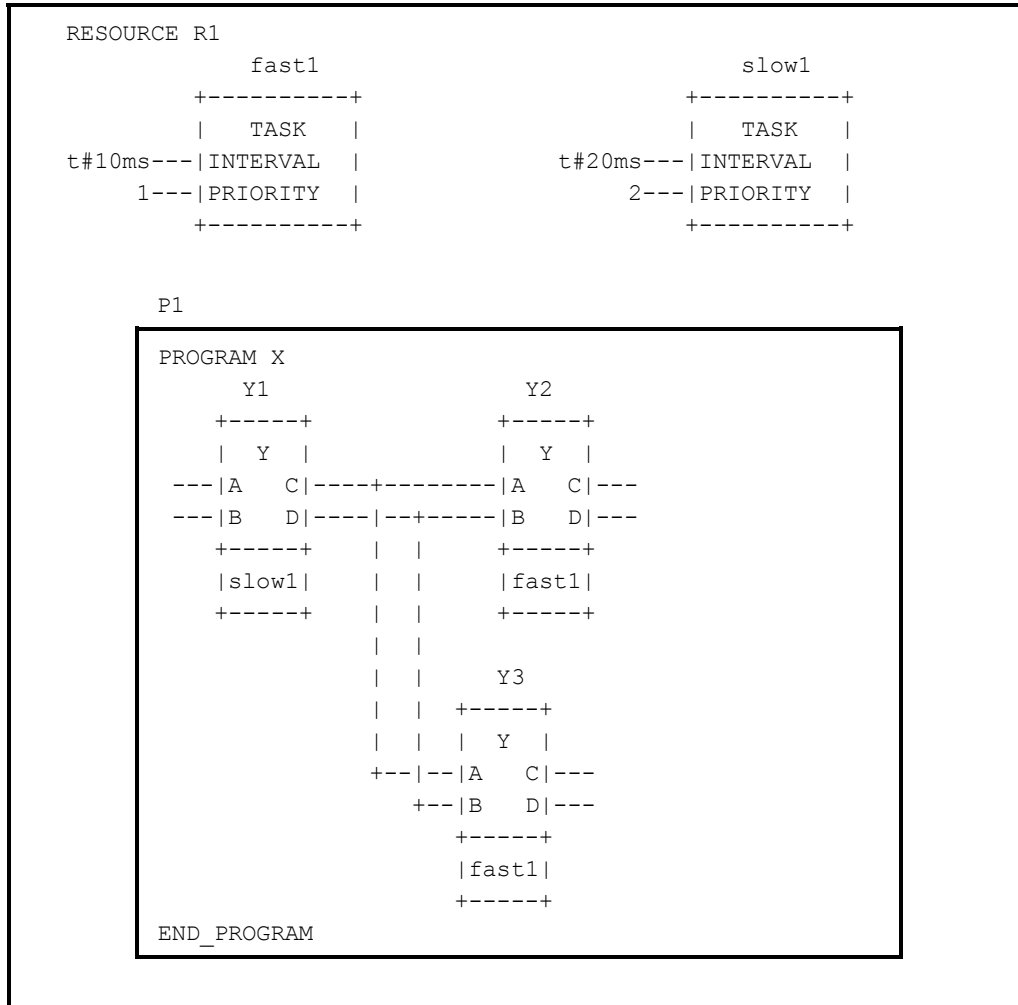 RESOURCE R1
            fast1                              slow1
         +----------+                       +----------+
         |   TASK   |                       |   TASK   |
t#10ms---|INTERVAL  |              t#20ms---|INTERVAL  |
     1---|PRIORITY  |                   2---|PRIORITY  |
         +----------+                       +----------+
P1
PROGRAM X
      Y1                  Y2
    +-----+             +-----+
    |  Y  |             |  Y  |
 ---|A   C|----+--------|A   C|---
 ---|B   D|----|--+-----|B   D|---
    +-----+    |  |     +-----+
    |slow1|    |  |     |fast1|
    +-----+    |  |     +-----+
               |  |
               |  |     Y3
               |  |  +-----+
               |  |  |  Y  |
               +--|--|A   C|---
                  +--|B   D|---
                     +-----+
                     |fast1|
                     +-----+
END_PROGRAM